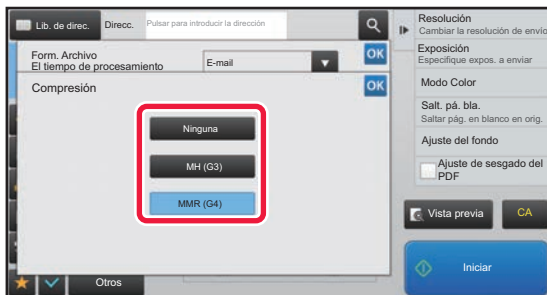 Lib. de direc.
Direcc.
Pulsar para introducir la dirección
Form. Archivo
El tiempo de procesamiento
E-mail
OK
Compresión
OK
Ninguna
MH (G3)
MMR (G4)
Otros
Resolución
Cambiar la resolución de envío
Exposición
Especifique expos. a enviar
Modo Color
Salt. pá. bla.
Saltar pág. en blanco en orig.
Ajuste del fondo
Ajuste de sesgado del
PDF
Vista previa
CA
Iniciar